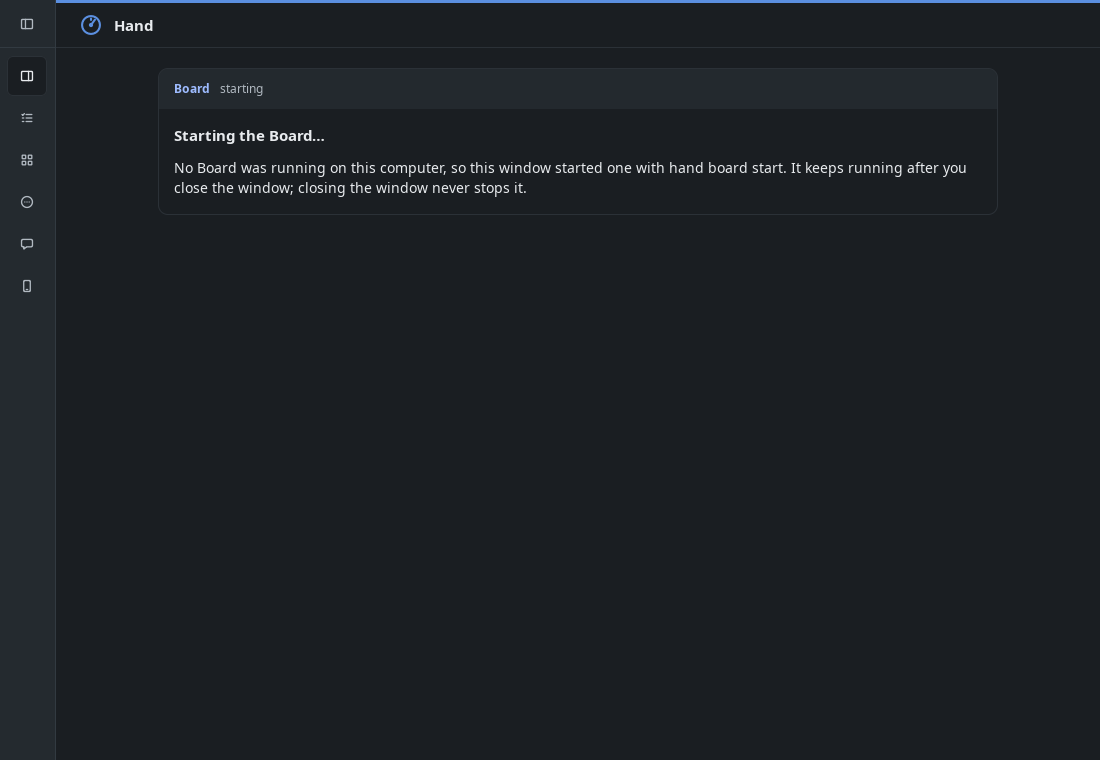 Hand
Board starting
Starting the Board...
No Board was running on this computer, so this window started one with hand board start. It keeps running after you
close the window; closing the window never stops it.